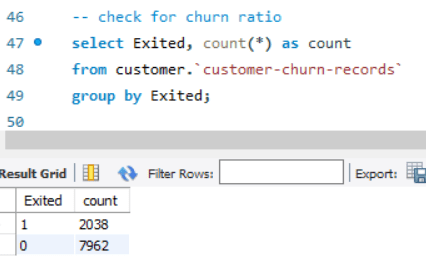 46 -- check for churn ratio
47 select Exited, count(*) as count
48 from customer.`customer-churn-records`
49 group by Exited;
50
Result Grid Filter Rows: Export:
Exited count
1 2038
0 7962